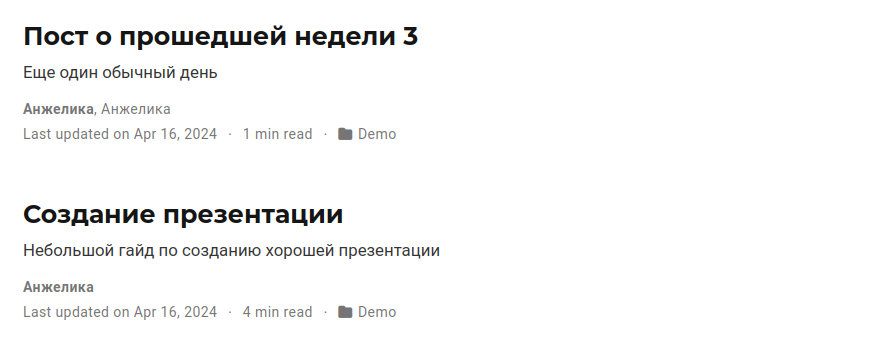 Пост о прошедшей недели 3
Еще один обычный день
Анжелика, Анжелика
Last updated on Apr 16, 2024 · 1 min read · Demo
Создание презентации
Небольшой гайд по созданию хорошей презентации
Анжелика
Last updated on Apr 16, 2024 · 4 min read · Demo